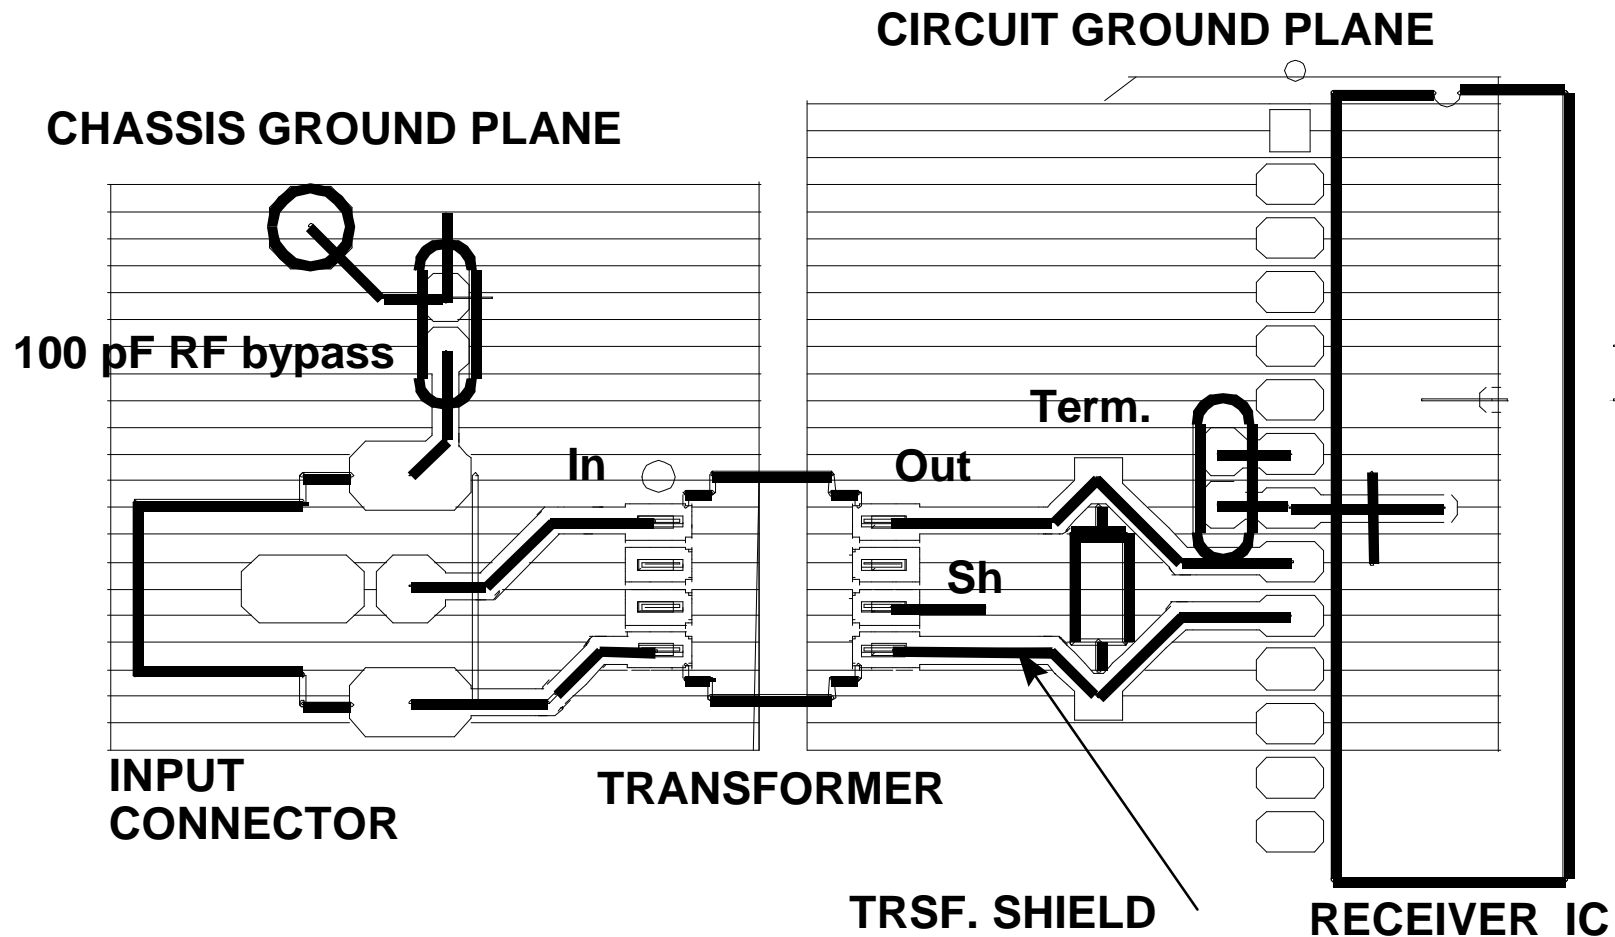 CIRCUIT GROUND PLANE
CHASSIS GROUND PLANE
100 pF RF bypass
Term.
In
Out
Sh
INPUT
CONNECTOR
TRANSFORMER
TRSF. SHIELD
RECEIVER IC